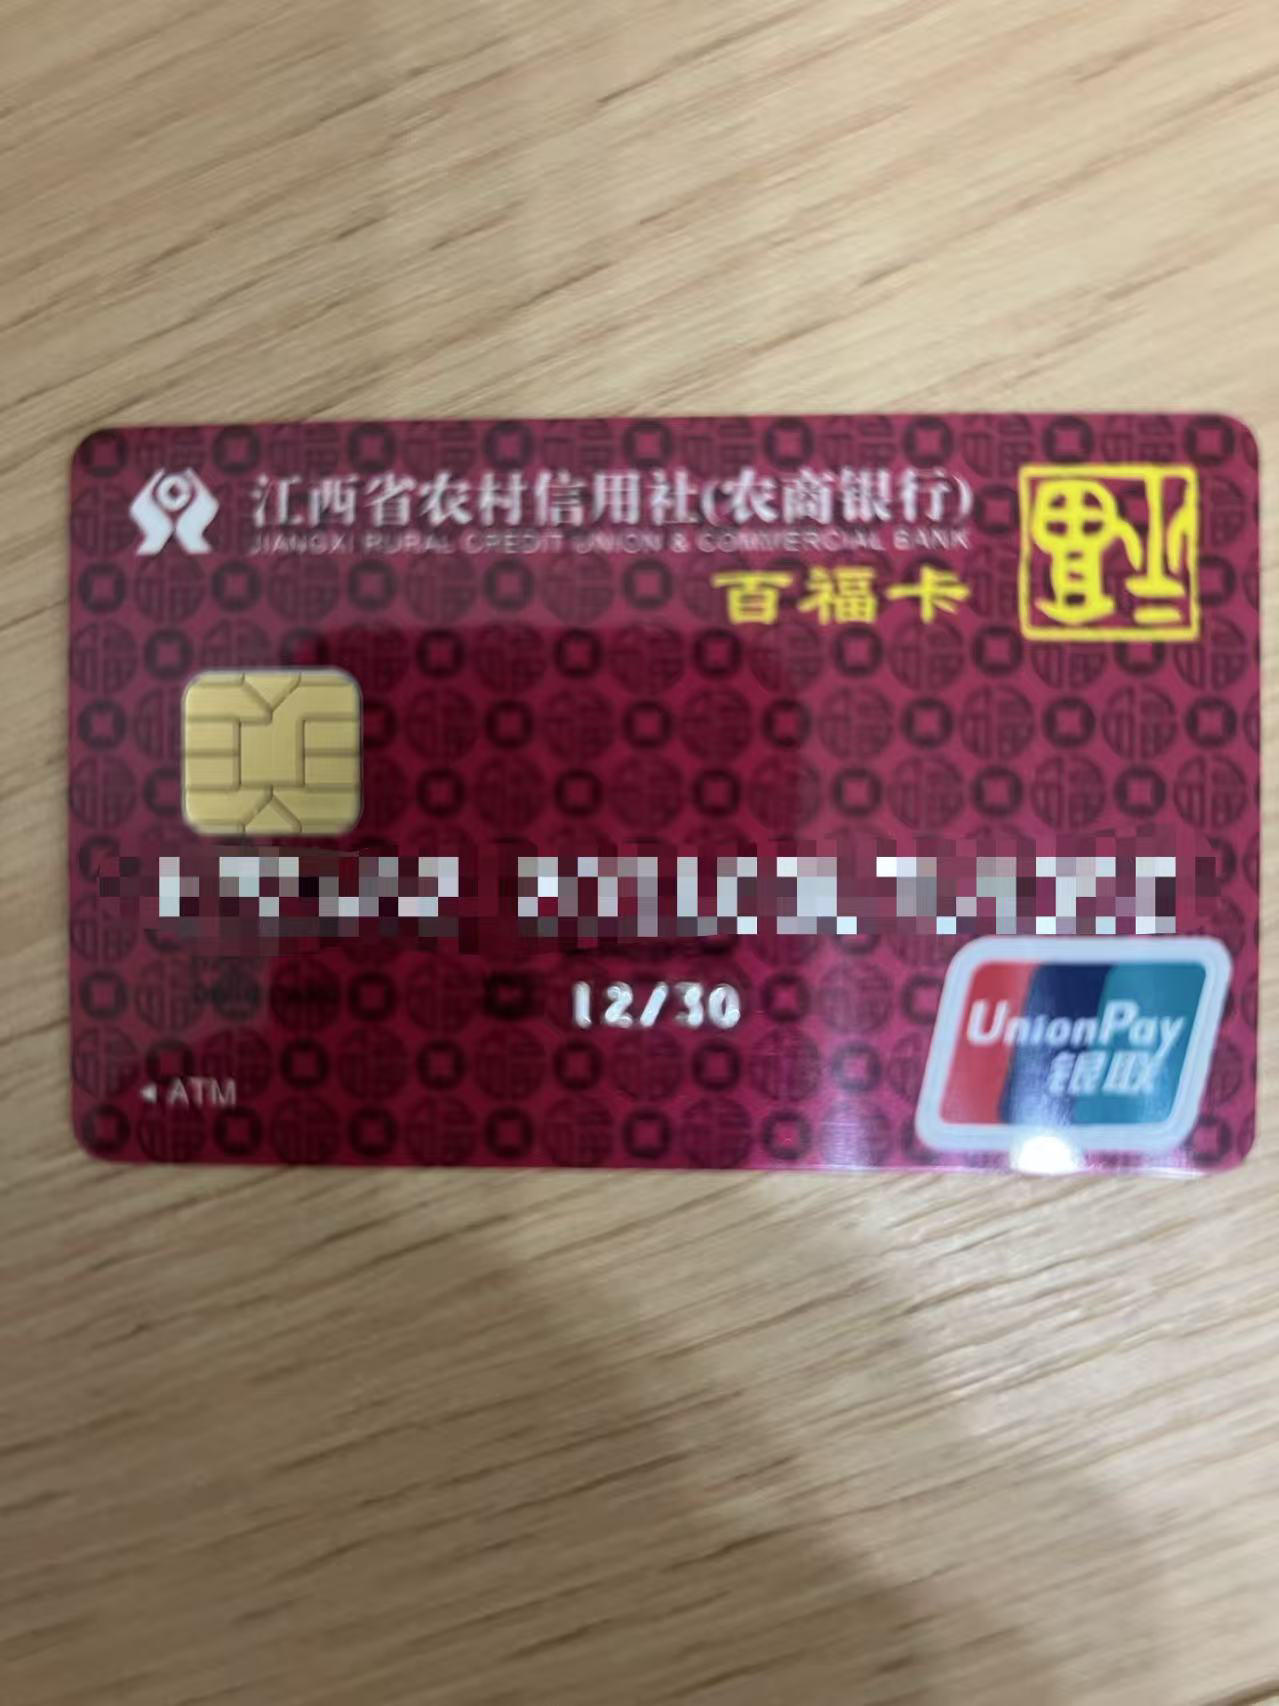 江西省农村信用社(农商银行)
JIANGXI RURAL CREDIT UNION & COMMERCIAL BANK
百福卡
福
12/30
UnionPay
银联
◄ATM